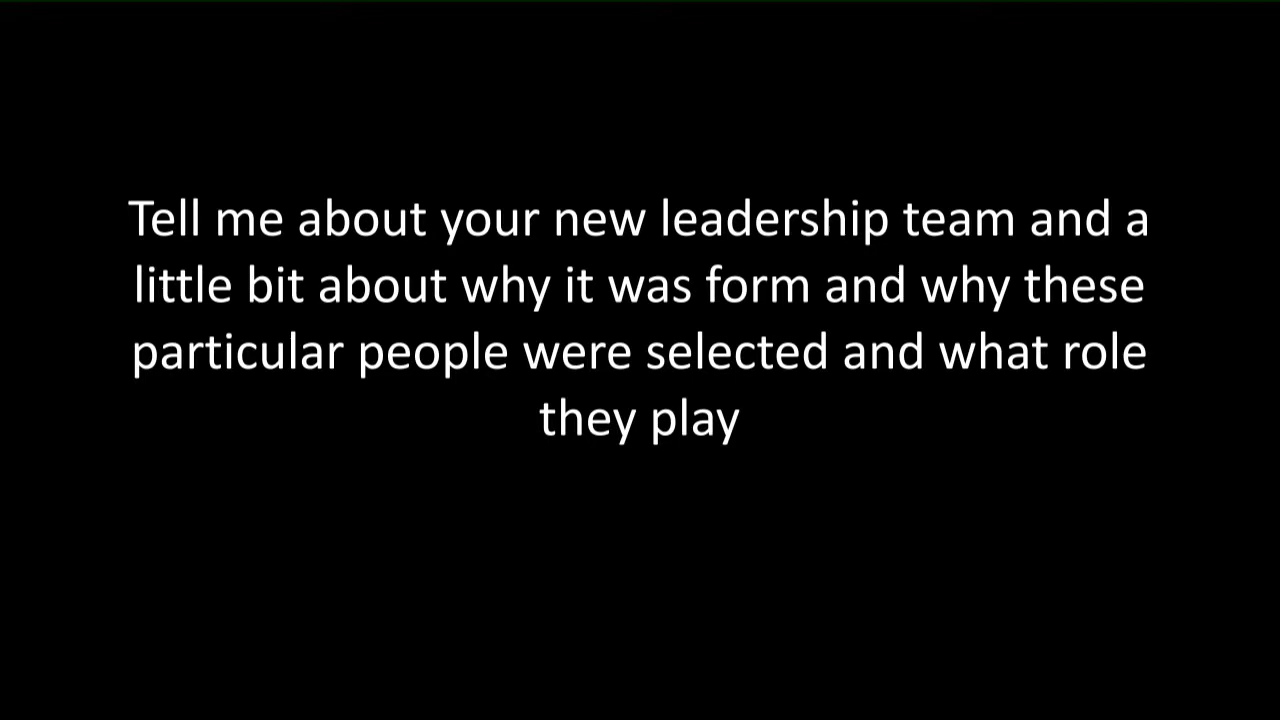 Tell me about your new leadership team and a
little bit about why it was form and why these
particular people were selected and what role
they play